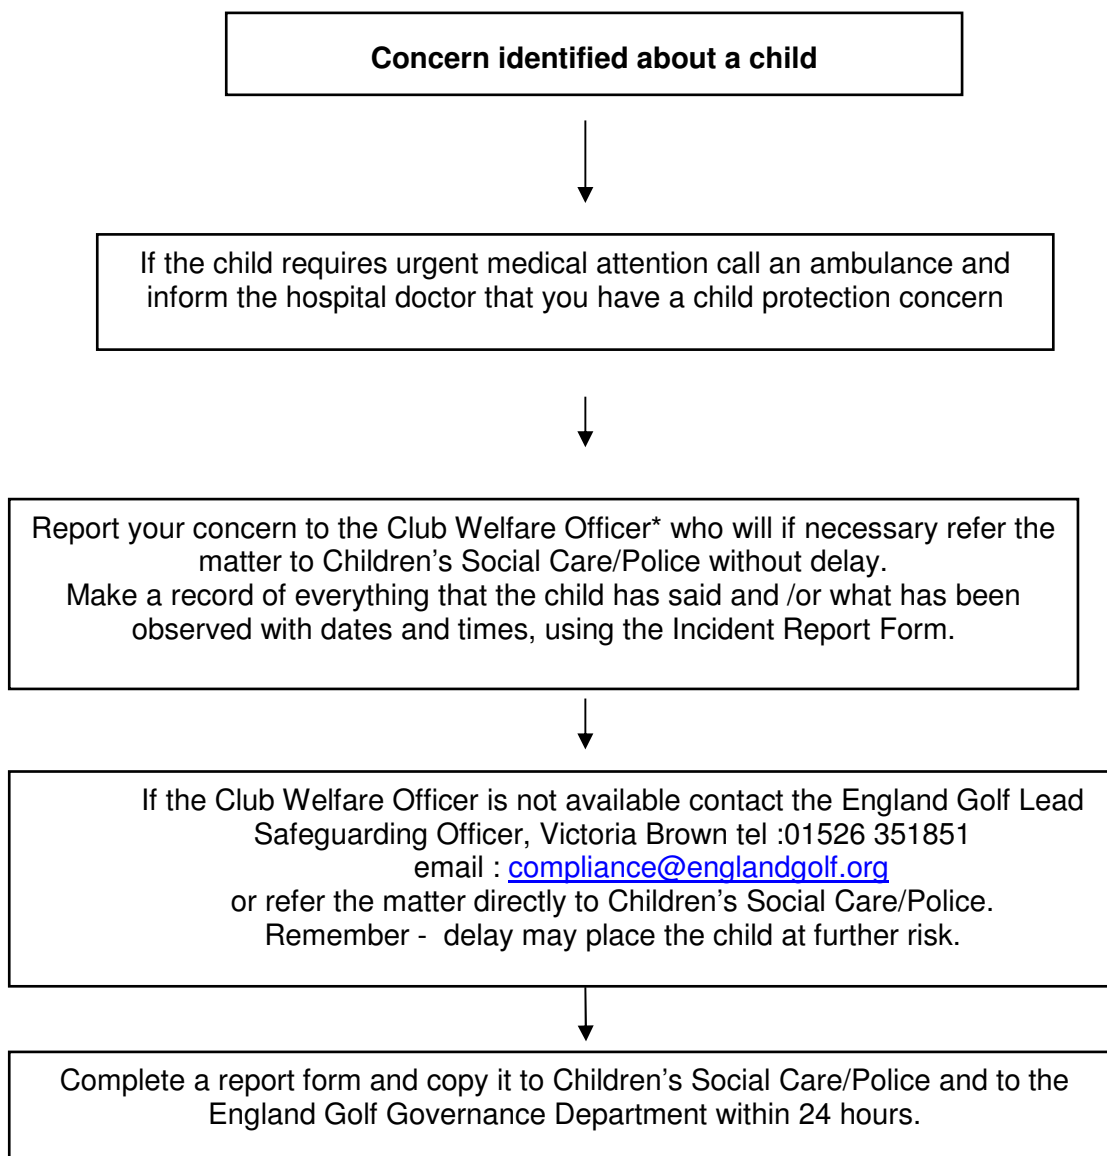 Concern identified about a child
If the child requires urgent medical attention call an ambulance and
inform the hospital doctor that you have a child protection concern
Report your concern to the Club Welfare Officer* who will if necessary refer the
matter to Children’s Social Care/Police without delay.
Make a record of everything that the child has said and /or what has been
observed with dates and times, using the Incident Report Form.
If the Club Welfare Officer is not available contact the England Golf Lead
Safeguarding Officer, Victoria Brown tel :01526 351851
email : compliance@englandgolf.org
or refer the matter directly to Children’s Social Care/Police.
Remember -  delay may place the child at further risk.
Complete a report form and copy it to Children’s Social Care/Police and to the
England Golf Governance Department within 24 hours.